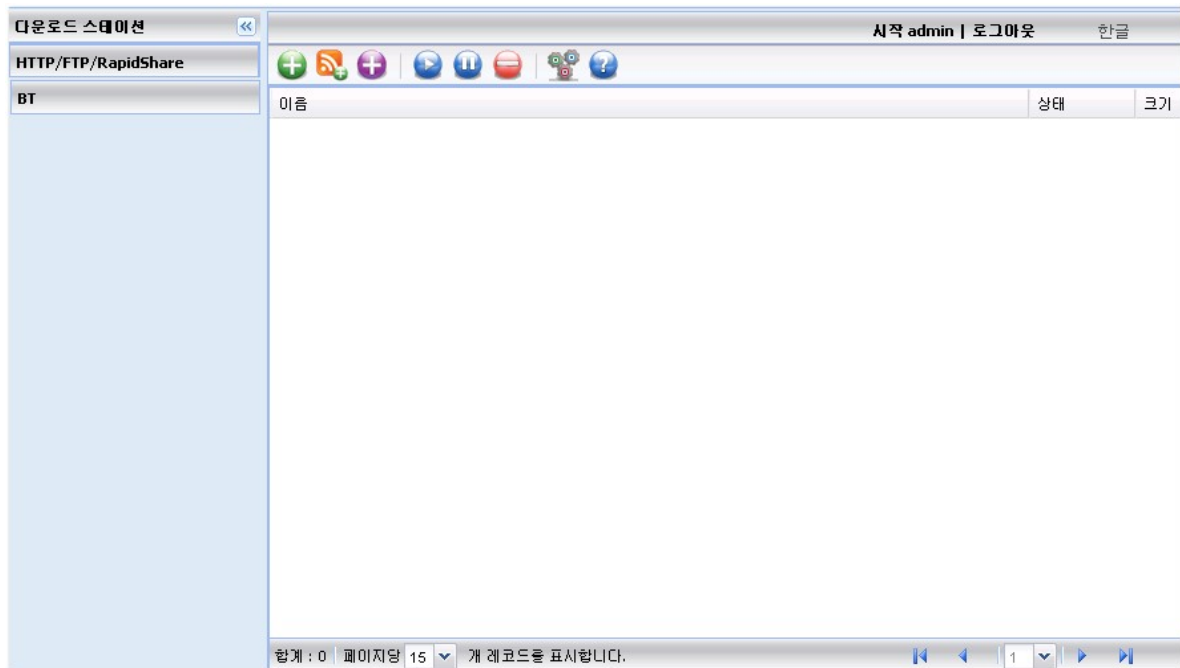 다운로드 스테이션
시작 admin | 로그아웃 한글
HTTP/FTP/RapidShare
BT
이름 상태 크기
합계 : 0 페이지당 15 개 레코드를 표시합니다. 1